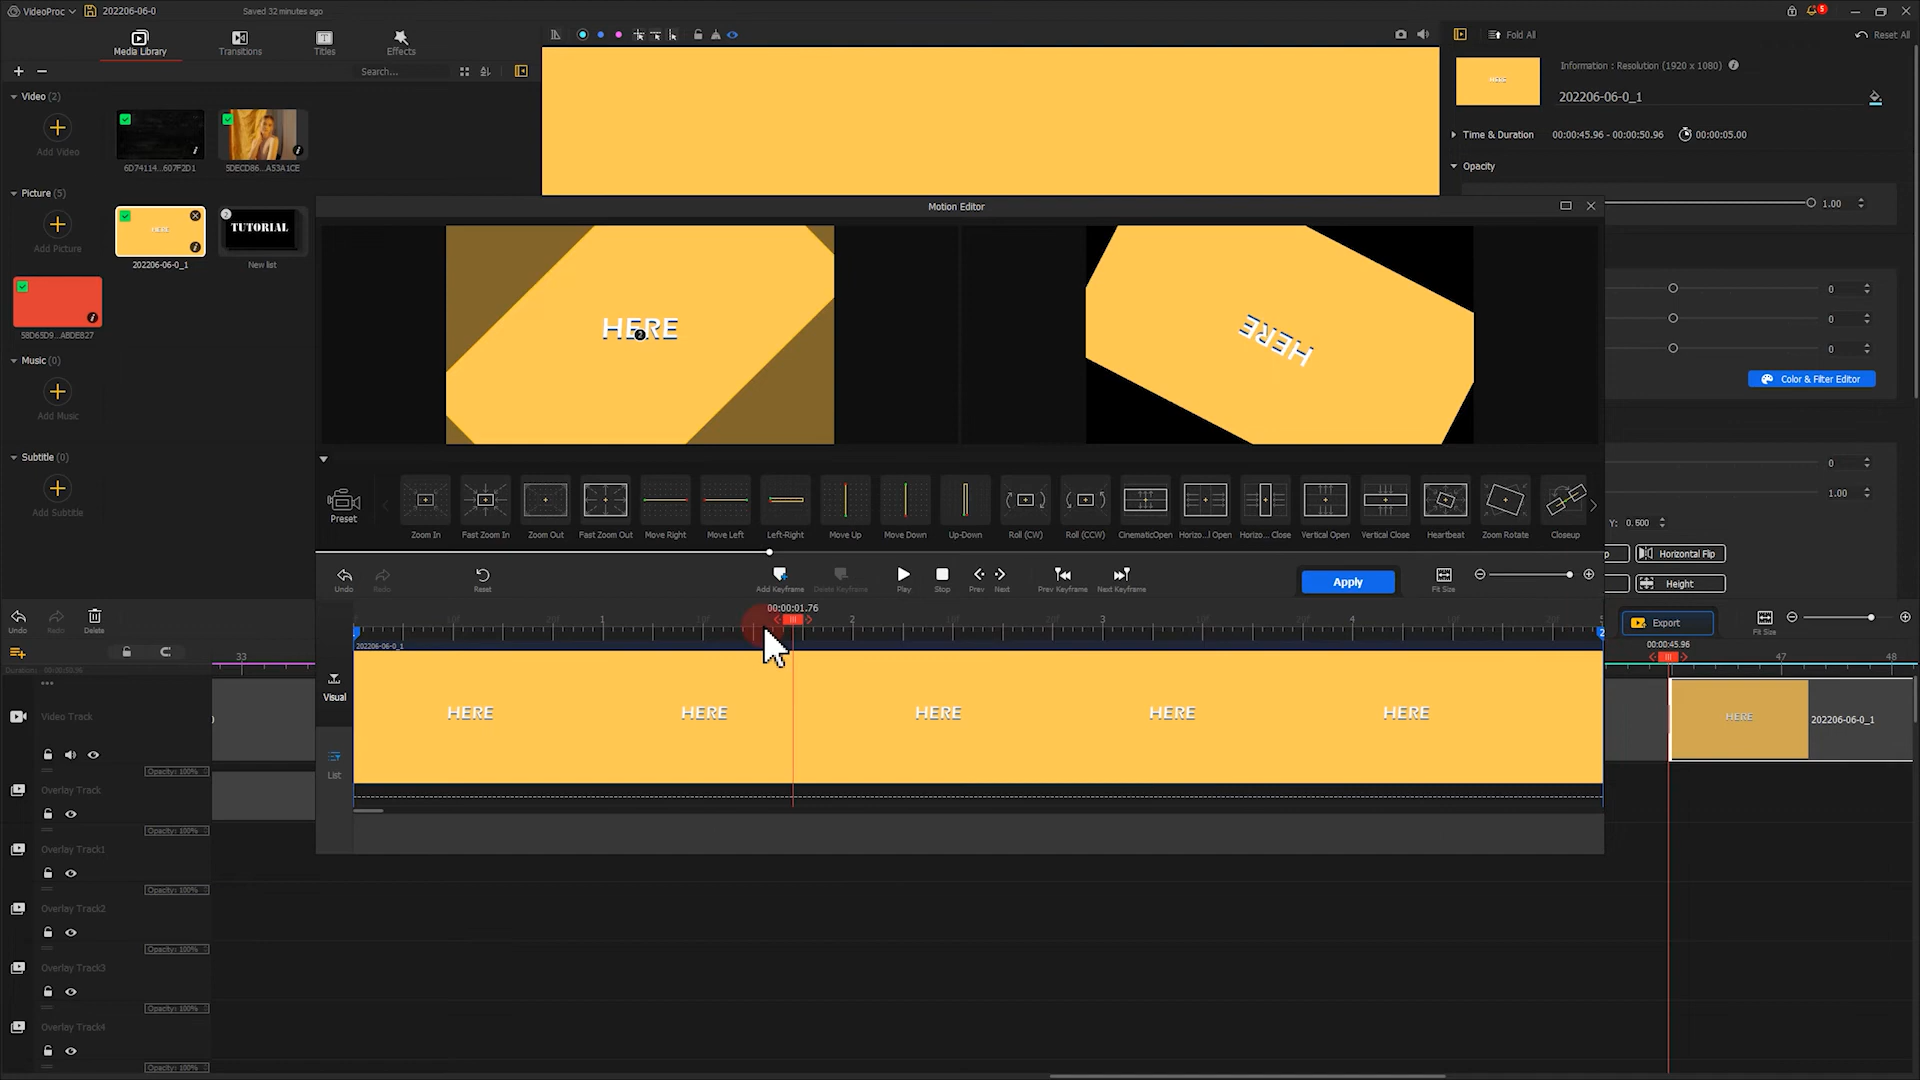 VideoProc
202206-06-0
Saved 32 minutes ago
5
Media Library
Transitions
Titles
Effects
Fold All
Reset All
Search...
Information : Resolution (1920 x 1080)
202206-06-0_1
Video (2)
Add Video
6D74114...607F2D1
5DECD86...A53A1CE
Time & Duration
00:00:45.96 - 00:00:50.96
00:00:05.00
Opacity
1.00
Picture (5)
Add Picture
HERE
202206-06-0_1
2
TUTORIAL
New list
58D65D9...ABDEB27
Music (0)
Add Music
Subtitle (0)
Add Subtitle
Motion Editor
HERE
2
HERE
0
0
0
Color & Filter Editor
0
1.00
Y: 0.500
Horizontal Flip
Height
Preset
Zoom In
Fast Zoom In
Zoom Out
Fast Zoom Out
Move Right
Move Left
Left-Right
Move Up
Move Down
Up-Down
Roll (CW)
Roll (CCW)
CinematicOpen
Horizo...l Open
Horizo... Close
Vertical Open
Vertical Close
Heartbeat
Zoom Rotate
Closeup
Undo
Redo
Reset
Add Keyframe
Delete Keyframe
Play
Stop
Prev
Next
Prev Keyframe
Next Keyframe
Apply
Fit Size
00:00:01.76
1
2
3
4
2
202206-06-0_1
Visual
List
HERE
HERE
HERE
HERE
HERE
Undo
Redo
Delete
Export
Fit Size
33
00:00:45.96
47
48
Duration: 00:00:50.96
Video Track
HERE
202206-06-0_1
Opacity: 100%
Overlay Track
Opacity: 100%
Overlay Track1
Opacity: 100%
Overlay Track2
Opacity: 100%
Overlay Track3
Opacity: 100%
Overlay Track4
Opacity: 100%